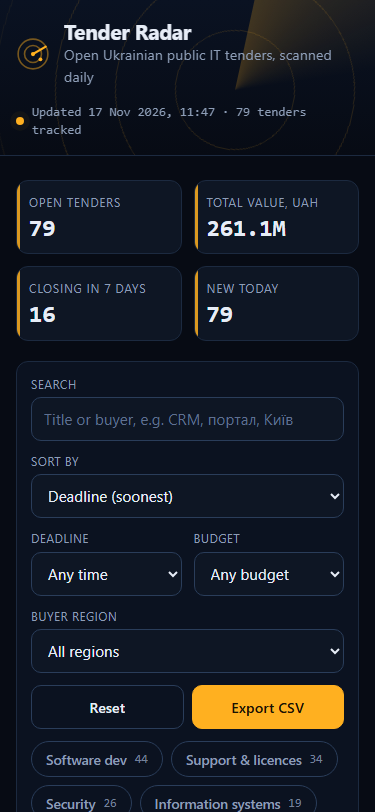 Tender Radar
Open Ukrainian public IT tenders, scanned
daily
Updated 17 Nov 2026, 11:47 · 79 tenders
tracked
OPEN TENDERS
79
TOTAL VALUE, UAH
261.1M
CLOSING IN 7 DAYS
16
NEW TODAY
79
SEARCH
Title or buyer, e.g. CRM, портал, Київ
SORT BY
Deadline (soonest)
DEADLINE
BUDGET
Any time
Any budget
BUYER REGION
All regions
Reset
Export CSV
Software dev 44
Support & licences 34
Security 26
Information systems 19